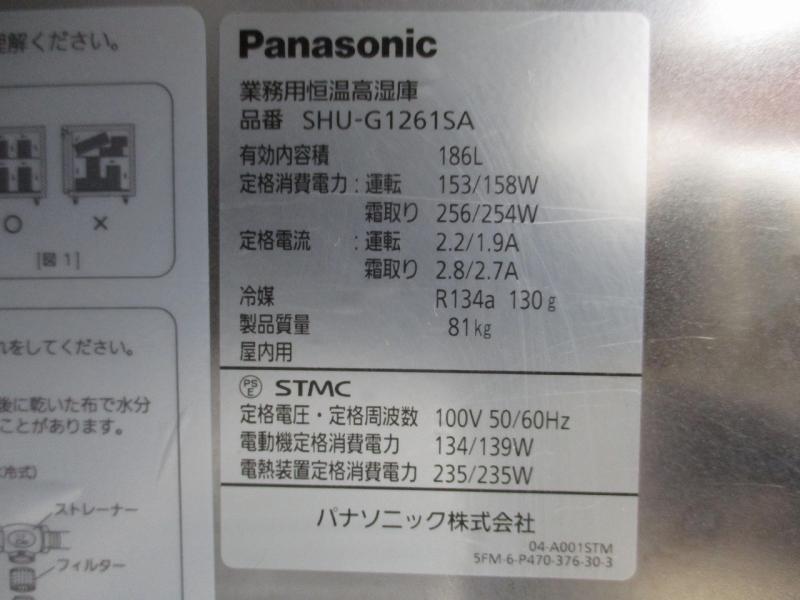 理解ください。
○ ×
[図1]
れをしてください。
後に乾いた布で水分
ことがあります。
冷式)
ストレーナー
フィルター
Panasonic
業務用恒温高湿庫
品番 SHU-G1261SA
有効内容積 186L
定格消費電力:運転 153/158W
霜取り 256/254W
定格電流 :運転 2.2/1.9A
霜取り 2.8/2.7A
冷媒 R134a 130g
製品質量 81kg
屋内用
PSE STMC
定格電圧・定格周波数 100V 50/60Hz
電動機定格消費電力 134/139W
電熱装置定格消費電力 235/235W
パナソニック株式会社
04-A001STM
5FM-6-P470-376-30-3